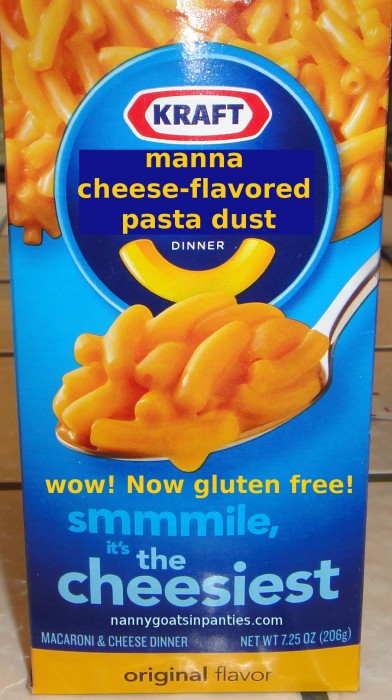 KRAFT
manna
cheese-flavored
pasta dust
DINNER
wow! Now gluten free!
smmmile,
it's the
cheesiest
nannygoatsinpanties.com
MACARONI & CHEESE DINNER NET WT 7.25 OZ (206g)
original flavor